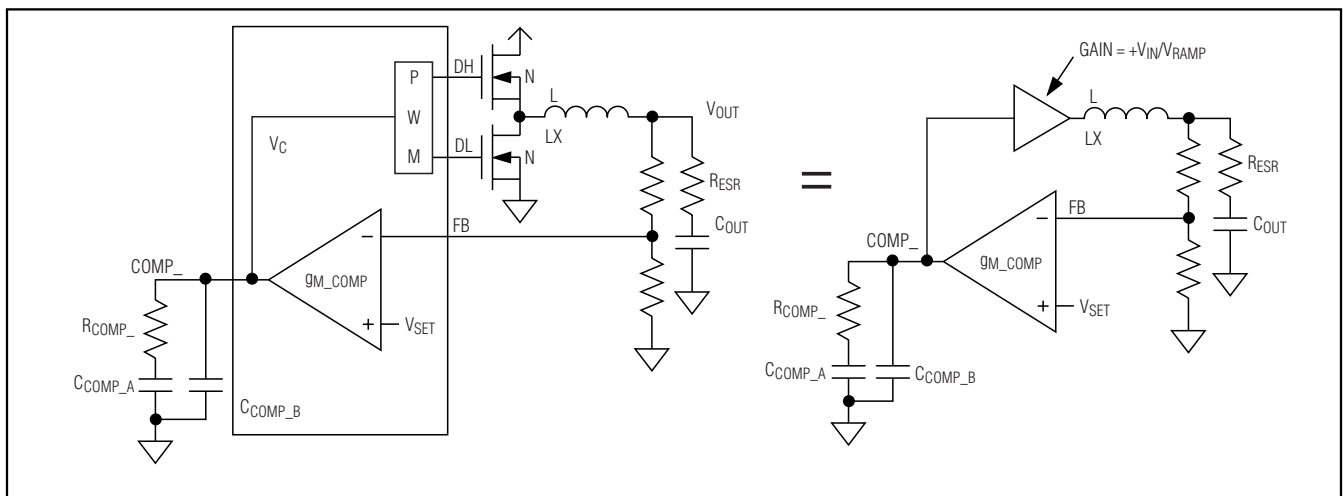 P
W
M
DH
DL
N
N
L
LX
VOUT
RESR
COUT
VC
FB
COMP_
gM_COMP
VSET
RCOMP_
CCOMP_A
CCOMP_B
=
GAIN = +VIN/VRAMP
L
LX
RESR
COUT
FB
COMP_
gM_COMP
VSET
RCOMP_
CCOMP_A
CCOMP_B